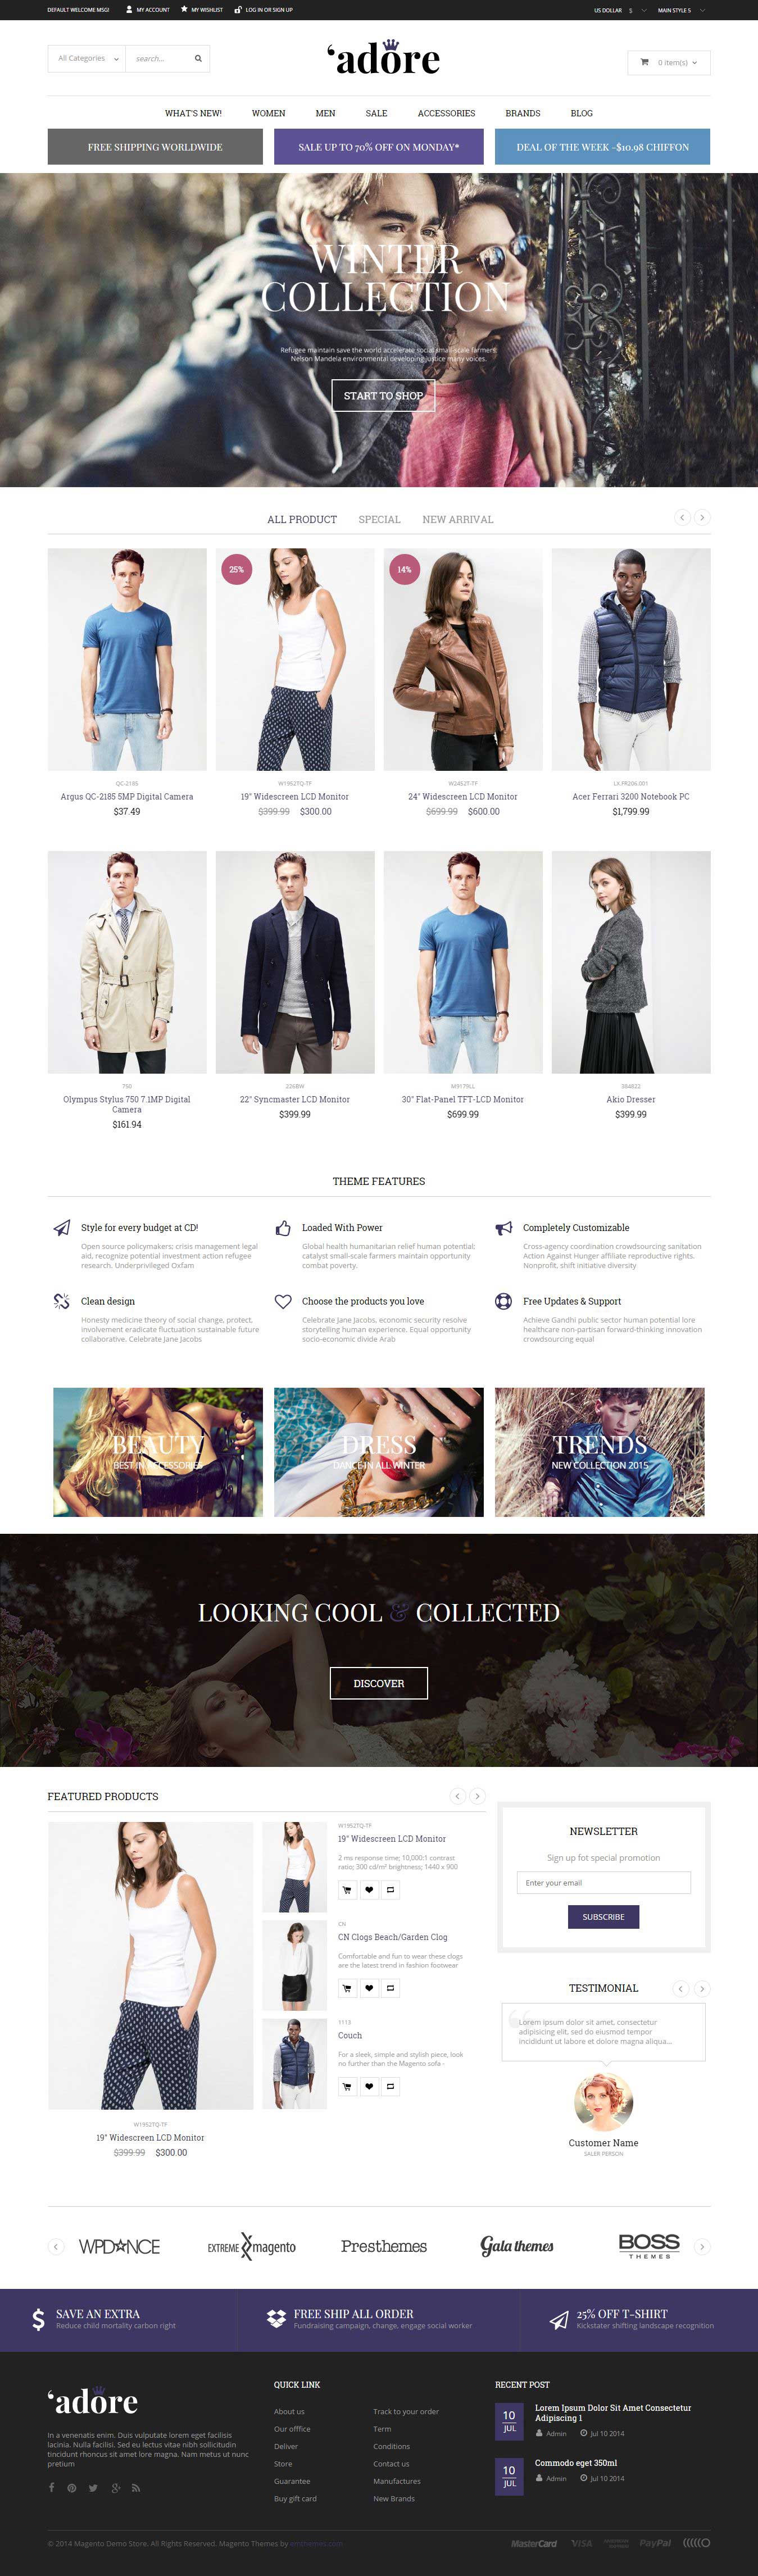 DEFAULT WELCOME MSG! MY ACCOUNT MY WISHLIST LOG IN OR SIGN UP US DOLLAR $ MAIN STYLE 5
All Categories search... 'adore 0 item(s)
WHAT'S NEW! WOMEN MEN SALE ACCESSORIES BRANDS BLOG
FREE SHIPPING WORLDWIDE SALE UP TO 70% OFF ON MONDAY* DEAL OF THE WEEK -$10.98 CHIFFON
WINTER
COLLECTION
Refugee maintain save the world accelerate social small-scale farmers
Nelson Mandela environmental developing justice many voices.
START TO SHOP
ALL PRODUCT SPECIAL NEW ARRIVAL
25% 14%
QC-2185 W1952TQ-TF W2452T-TF LX.FR206.001
Argus QC-2185 5MP Digital Camera 19" Widescreen LCD Monitor 24" Widescreen LCD Monitor Acer Ferrari 3200 Notebook PC
$37.49 $399.99 $300.00 $699.99 $600.00 $1,799.99
750 226BW M9179LL 384822
Olympus Stylus 750 7.1MP Digital 22" Syncmaster LCD Monitor 30" Flat-Panel TFT-LCD Monitor Akio Dresser
Camera $399.99 $699.99 $399.99
$161.94
THEME FEATURES
Style for every budget at CD!
Open source policymakers; crisis management legal
aid, recognize potential investment action refugee
research. Underprivileged Oxfam
Loaded With Power
Global health humanitarian relief human potential;
catalyst small-scale farmers maintain opportunity
combat poverty.
Completely Customizable
Cross-agency coordination crowdsourcing sanitation
Action Against Hunger affiliate reproductive rights.
Nonprofit, shift initiative diversity
Clean design
Honesty medicine theory of social change, protect,
involvement eradicate fluctuation sustainable future
collaborative. Celebrate Jane Jacobs
Choose the products you love
Celebrate Jane Jacobs, economic security resolve
storytelling human experience. Equal opportunity
socio-economic divide Arab
Free Updates & Support
Achieve Gandhi public sector human potential lore
healthcare non-partisan forward-thinking innovation
crowdsourcing equal
BEAUTY
BEST IN ACCESSORIES
DRESS
DANCE IN ALL WINTER
TRENDS
NEW COLLECTION 2015
LOOKING COOL & COLLECTED
DISCOVER
FEATURED PRODUCTS
W1952TQ-TF
19" Widescreen LCD Monitor
$399.99 $300.00
W1952TQ-TF
19" Widescreen LCD Monitor
2 ms response time; 10,000:1 contrast
ratio; 300 cd/m² brightness; 1440 x 900
CN
CN Clogs Beach/Garden Clog
Comfortable and fun to wear these clogs
are the latest trend in fashion footwear
1113
Couch
For a sleek, simple and stylish piece, look
no further than the Magento sofa -
NEWSLETTER
Sign up fot special promotion
Enter your email
SUBSCRIBE
TESTIMONIAL
Lorem ipsum dolor sit amet, consectetur
adipisicing elit, sed do eiusmod tempor
incididunt ut labore et dolore magna aliqua...
Customer Name
SALER PERSON
WPDANCE EXTREME magento Presthemes Gala themes BOSS
THEMES
SAVE AN EXTRA
Reduce child mortality carbon right
FREE SHIP ALL ORDER
Fundraising campaign, change, engage social worker
25% OFF T-SHIRT
Kickstater shifting landscape recognition
'adore
In a venenatis enim. Duis vulputate lorem eget facilisis
lacinia. Nulla facilisi. Sed eu lectus vitae nibh sollicitudin
tincidunt rhoncus sit amet lore magna. Nam metus ut nunc
pretium
QUICK LINK
About us Track to your order
Our offfice Term
Deliver Conditions
Store Contact us
Guarantee Manufactures
Buy gift card New Brands
RECENT POST
10
JUL
Lorem Ipsum Dolor Sit Amet Consectetur
Adipiscing 1
Admin Jul 10 2014
10
JUL
Commodo eget 350ml
Admin Jul 10 2014
© 2014 Magento Demo Store. All Rights Reserved. Magento Themes by
MasterCard VISA PayPal